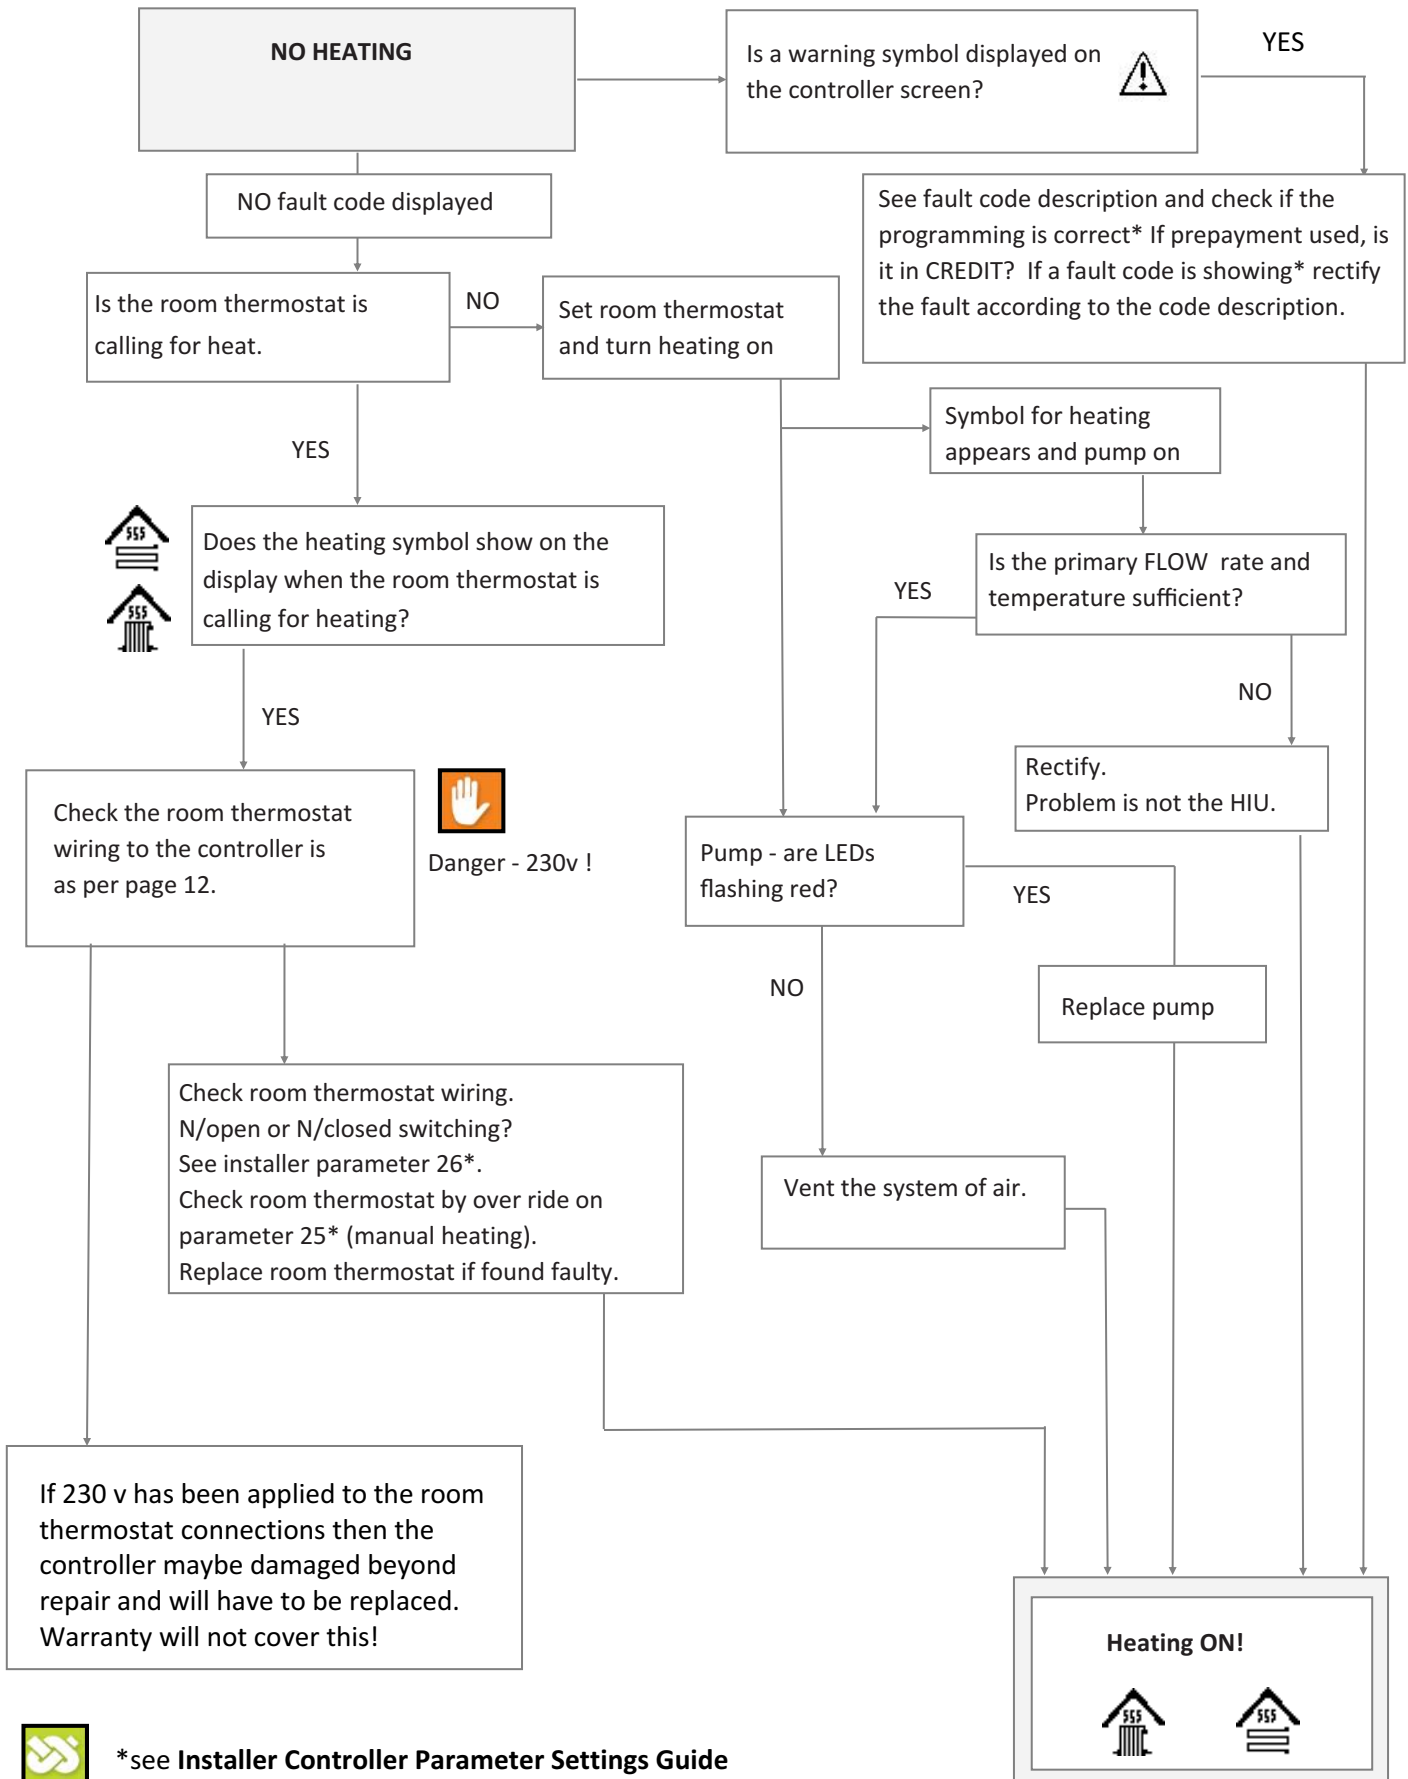 NO HEATING
Is a warning symbol displayed on
the controller screen?
YES
NO fault code displayed
See fault code description and check if the
programming is correct* If prepayment used, is
it in CREDIT?  If a fault code is showing* rectify
the fault according to the code description.
Is the room thermostat is
calling for heat.
NO
Set room thermostat
and turn heating on
Symbol for heating
appears and pump on
YES
Does the heating symbol show on the
display when the room thermostat is
calling for heating?
Is the primary FLOW  rate and
temperature sufficient?
YES
NO
YES
Rectify.
Problem is not the HIU.
Check the room thermostat
wiring to the controller is
as per page 12.
Danger - 230v !
Pump - are LEDs
flashing red?
YES
NO
Replace pump
Check room thermostat wiring.
N/open or N/closed switching?
See installer parameter 26*.
Check room thermostat by over ride on
parameter 25* (manual heating).
Replace room thermostat if found faulty.
Vent the system of air.
If 230 v has been applied to the room
thermostat connections then the
controller maybe damaged beyond
repair and will have to be replaced.
Warranty will not cover this!
Heating ON!
*see Installer Controller Parameter Settings Guide